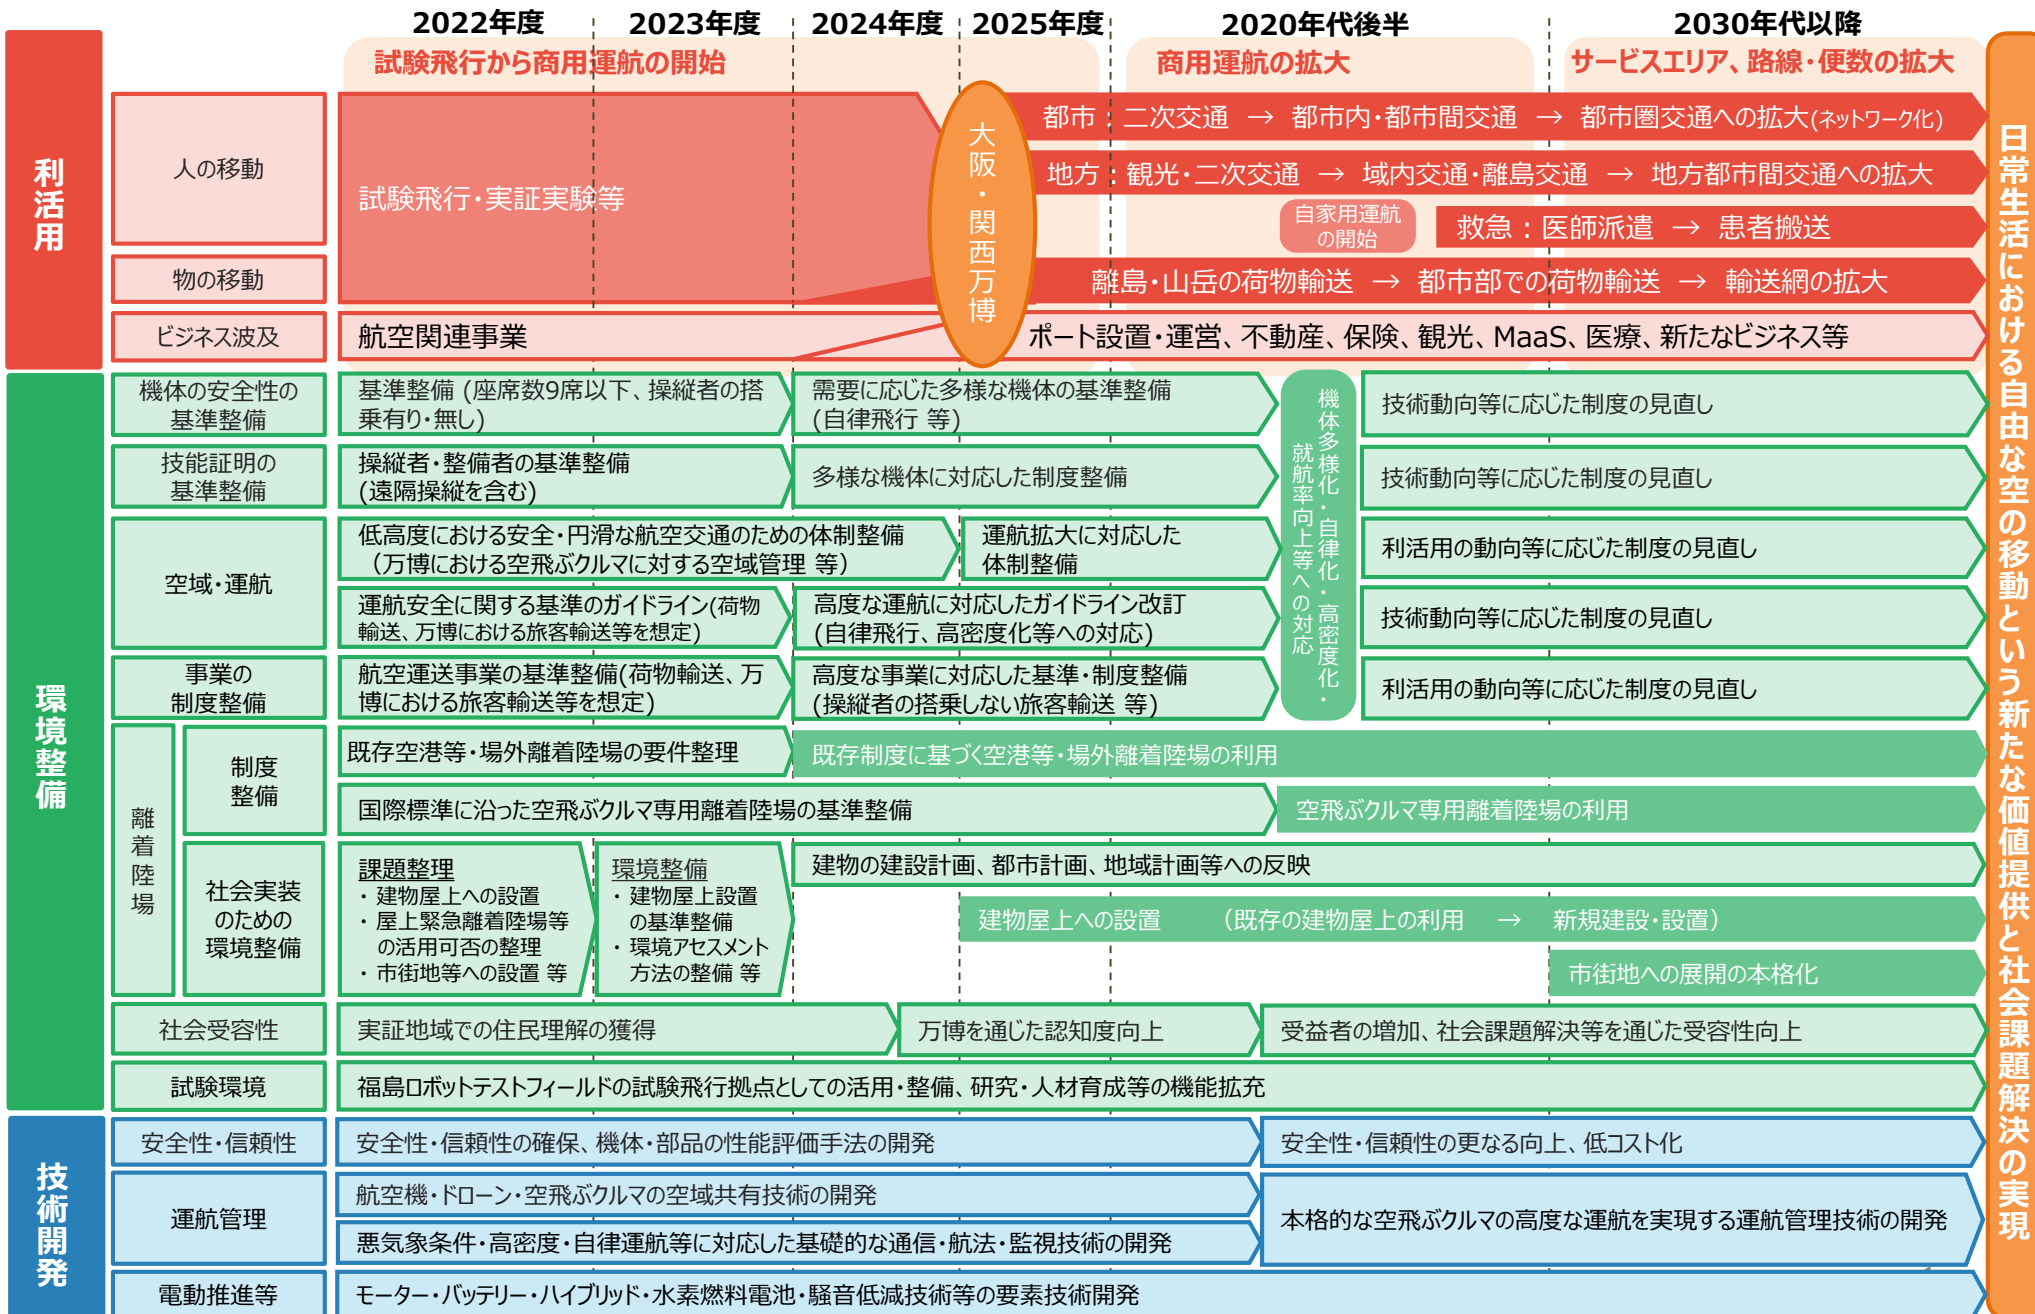 2022年度
2023年度
2024年度
2025年度
2020年代後半
2030年代以降
試験飛行から商用運航の開始
商用運航の拡大
サービスエリア、路線・便数の拡大
利活用
人の移動
試験飛行・実証実験等
大阪・関西万博
都市：二次交通 → 都市内・都市間交通 → 都市圏交通への拡大(ネットワーク化)
地方：観光・二次交通 → 域内交通・離島交通 → 地方都市間交通への拡大
自家用運航
の開始
救急：医師派遣 → 患者搬送
物の移動
離島・山岳の荷物輸送 → 都市部での荷物輸送 → 輸送網の拡大
ビジネス波及
航空関連事業
ポート設置・運営、不動産、保険、観光、MaaS、医療、新たなビジネス等
環境整備
機体の安全性の
基準整備
基準整備 (座席数9席以下、操縦者の搭
乗有り・無し)
需要に応じた多様な機体の基準整備
(自律飛行 等)
機体多様化・自律化・高密度化・
就航率向上等への対応
技術動向等に応じた制度の見直し
技能証明の
基準整備
操縦者・整備者の基準整備
(遠隔操縦を含む)
多様な機体に対応した制度整備
技術動向等に応じた制度の見直し
空域・運航
低高度における安全・円滑な航空交通のための体制整備
（万博における空飛ぶクルマに対する空域管理 等）
運航拡大に対応した
体制整備
利活用の動向等に応じた制度の見直し
運航安全に関する基準のガイドライン(荷物
輸送、万博における旅客輸送等を想定)
高度な運航に対応したガイドライン改訂
(自律飛行、高密度化等への対応)
技術動向等に応じた制度の見直し
事業の
制度整備
航空運送事業の基準整備(荷物輸送、万
博における旅客輸送等を想定)
高度な事業に対応した基準・制度整備
(操縦者の搭乗しない旅客輸送 等)
利活用の動向等に応じた制度の見直し
離着陸場
制度
整備
既存空港等・場外離着陸場の要件整理
既存制度に基づく空港等・場外離着陸場の利用
国際標準に沿った空飛ぶクルマ専用離着陸場の基準整備
空飛ぶクルマ専用離着陸場の利用
社会実装
のための
環境整備
課題整理
・ 建物屋上への設置
・ 屋上緊急離着陸場等
の活用可否の整理
・ 市街地等への設置 等
環境整備
・ 建物屋上設置
の基準整備
・ 環境アセスメント
方法の整備 等
建物の建設計画、都市計画、地域計画等への反映
建物屋上への設置 （既存の建物屋上の利用 → 新規建設・設置）
市街地への展開の本格化
社会受容性
実証地域での住民理解の獲得
万博を通じた認知度向上
受益者の増加、社会課題解決等を通じた受容性向上
試験環境
福島ロボットテストフィールドの試験飛行拠点としての活用・整備、研究・人材育成等の機能拡充
技術開発
安全性・信頼性
安全性・信頼性の確保、機体・部品の性能評価手法の開発
安全性・信頼性の更なる向上、低コスト化
運航管理
航空機・ドローン・空飛ぶクルマの空域共有技術の開発
悪気象条件・高密度・自律運航等に対応した基礎的な通信・航法・監視技術の開発
本格的な空飛ぶクルマの高度な運航を実現する運航管理技術の開発
電動推進等
モーター・バッテリー・ハイブリッド・水素燃料電池・騒音低減技術等の要素技術開発
日常生活における自由な空の移動という新たな価値提供と社会課題解決の実現